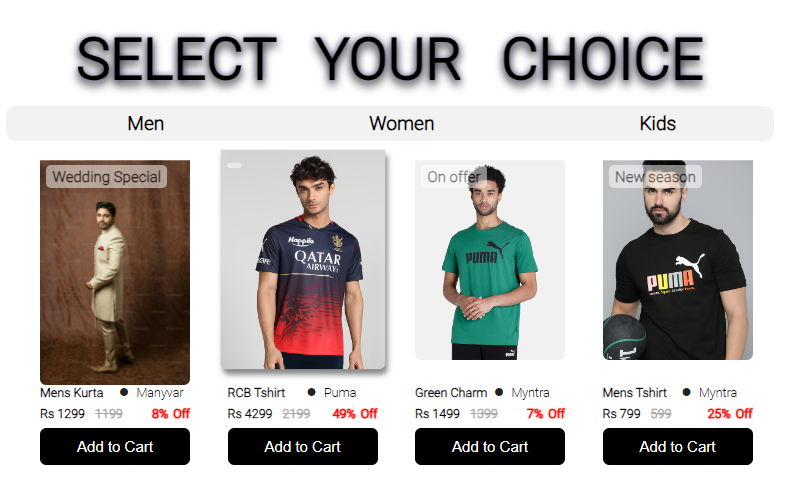 SELECT YOUR CHOICE
Men Women Kids
Wedding Special
On offer
New season
Happilo
QATAR
AIRWAYS
PUMA
PUMA
Mens Kurta ● Manyvar
Rs 1299 1199 8% Off
Add to Cart
RCB Tshirt ● Puma
Rs 4299 2199 49% Off
Add to Cart
Green Charm ● Myntra
Rs 1499 1399 7% Off
Add to Cart
Mens Tshirt ● Myntra
Rs 799 599 25% Off
Add to Cart